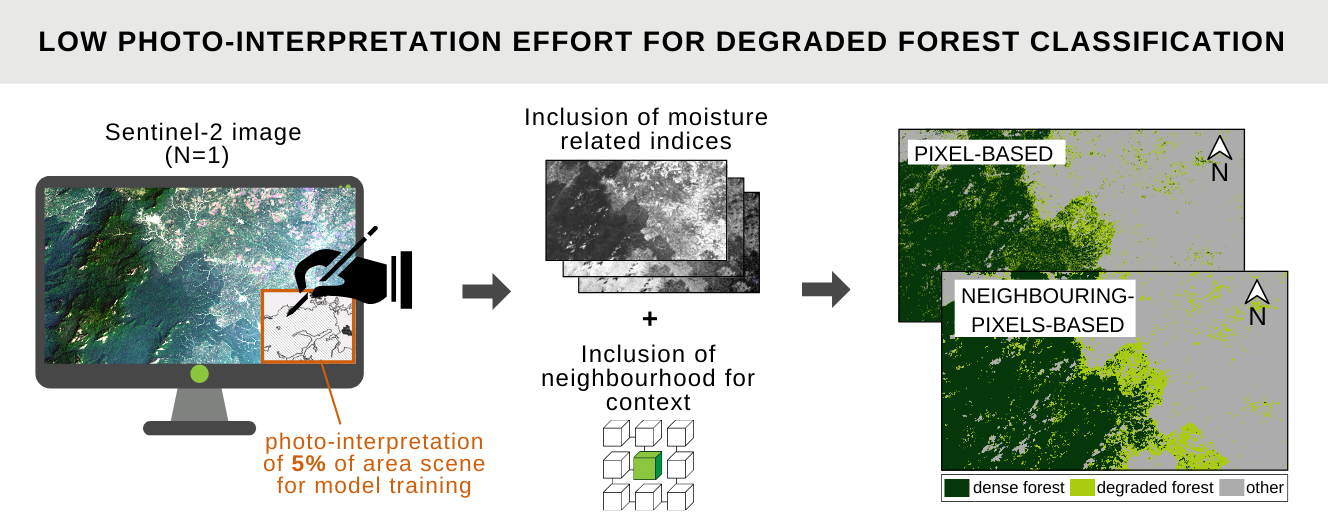 LOW PHOTO-INTERPRETATION EFFORT FOR DEGRADED FOREST CLASSIFICATION
Sentinel-2 image
(N=1)
photo-interpretation
of 5% of area scene
for model training
Inclusion of moisture
related indices
+
Inclusion of
neighbourhood for
context
PIXEL-BASED
N
NEIGHBOURING-
PIXELS-BASED
N
dense forest degraded forest other